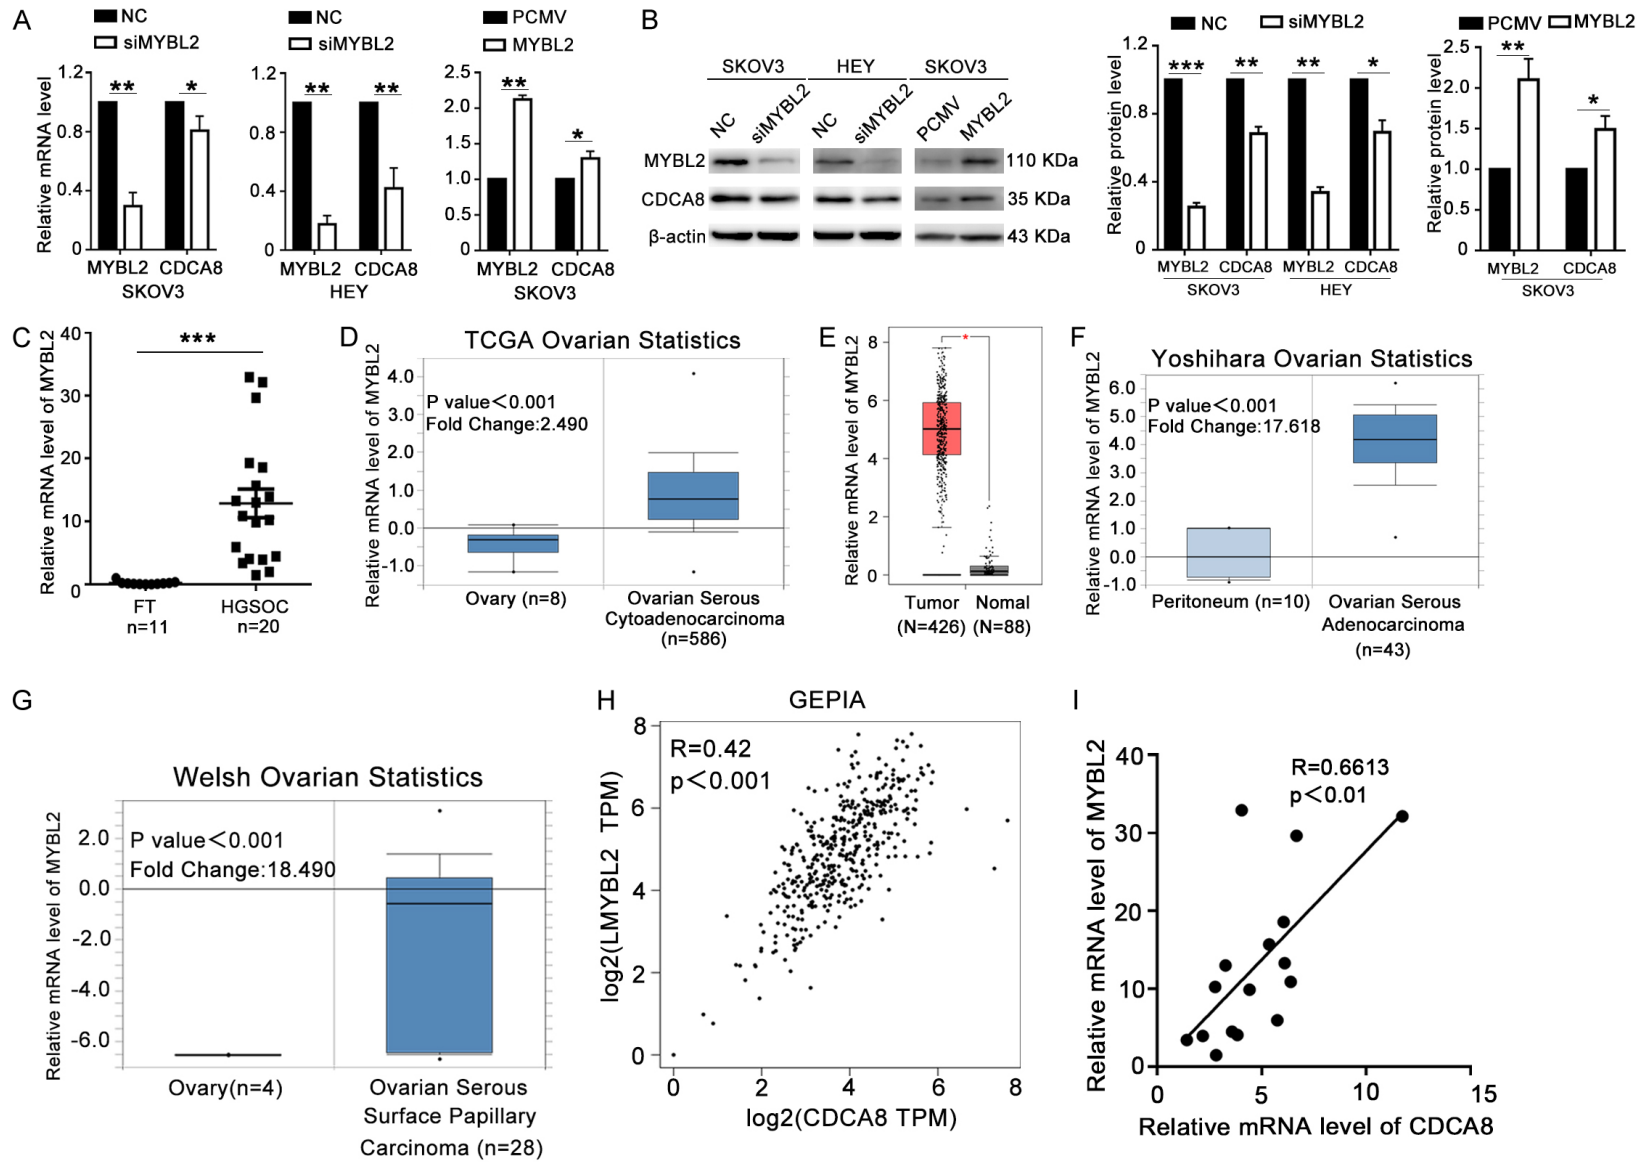 A
NC
siMYBL2
Relative mRNA level
1.2
0.8
0.4
0
**
*
MYBL2 CDCA8
SKOV3
NC
siMYBL2
1.2
0.8
0.4
0
**
**
MYBL2 CDCA8
HEY
PCMV
MYBL2
2.5
2.0
1.5
1.0
0.5
0
**
*
MYBL2 CDCA8
SKOV3
B
SKOV3 HEY SKOV3
NC siMYBL2 NC siMYBL2 PCMV MYBL2
MYBL2 110 KDa
CDCA8 35 KDa
β-actin 43 KDa
NC siMYBL2
Relative protein level
1.2
0.8
0.4
0
*** ** ** *
MYBL2 CDCA8 MYBL2 CDCA8
SKOV3 HEY
PCMV MYBL2
Relative protein level
2.5
2.0
1.5
1.0
0.5
0
**
*
MYBL2 CDCA8
SKOV3
C
Relative mRNA level of MYBL2
40
30
20
10
0
***
FT HGSOC
n=11 n=20
D
TCGA Ovarian Statistics
Relative mRNA level of MYBL2
4.0
3.0
2.0
1.0
0.0
-1.0
P value<0.001
Fold Change:2.490
Ovary (n=8)
Ovarian Serous
Cytoadenocarcinoma
(n=586)
E
Relative mRNA level of MYBL2
8
6
4
2
0
*
Tumor Nomal
(N=426) (N=88)
F
Yoshihara Ovarian Statistics
Relative mRNA level of MYBL2
6.0
5.0
4.0
3.0
2.0
1.0
0.0
-1.0
P value<0.001
Fold Change:17.618
Peritoneum (n=10)
Ovarian Serous
Adenocarcinoma
(n=43)
G
Welsh Ovarian Statistics
Relative mRNA level of MYBL2
2.0
0.0
-2.0
-4.0
-6.0
P value<0.001
Fold Change:18.490
Ovary(n=4)
Ovarian Serous
Surface Papillary
Carcinoma (n=28)
H
GEPIA
log2(LMYBL2 TPM)
8
6
4
2
0
R=0.42
p<0.001
0 2 4 6 8
log2(CDCA8 TPM)
I
Relative mRNA level of MYBL2
40
30
20
10
0
R=0.6613
p<0.01
0 5 10 15
Relative mRNA level of CDCA8